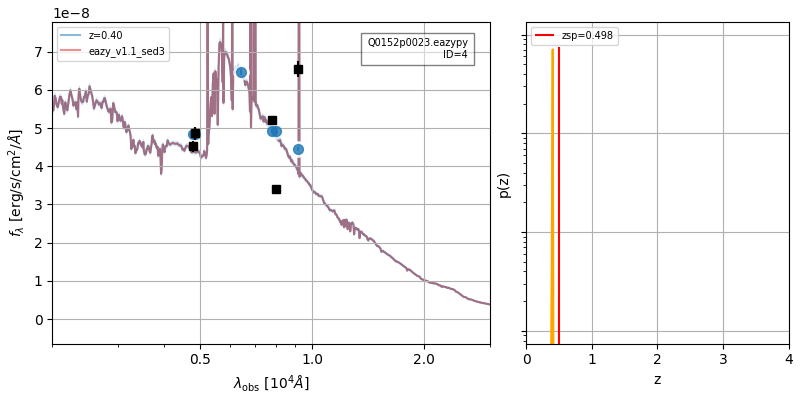 1e−8
z=0.40
eazy_v1.1_sed3
Q0152p0023.eazypy
ID=4
7
6
5
4
3
2
1
0
fλ [erg/s/cm²/Å]
0.5
1.0
2.0
λobs [10⁴Å]
zsp=0.498
p(z)
0
1
2
3
4
z